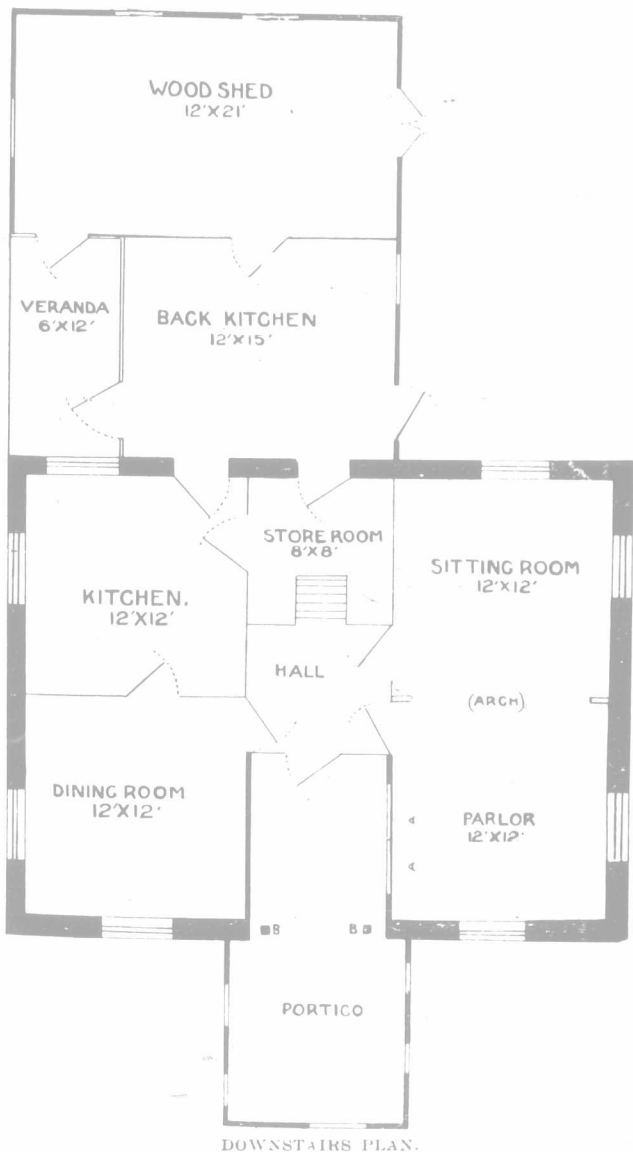 WOOD SHED
12'X21'
VERANDA
6'X12'
BACK KITCHEN
12'X15'
STORE ROOM
8'X8'
SITTING ROOM
12'X12'
KITCHEN.
12'X12'
HALL
(ARCH)
DINING ROOM
12'X12'
PARLOR
12'X12'
A
A
B
B
PORTICO
DOWNSTAIRS PLAN.